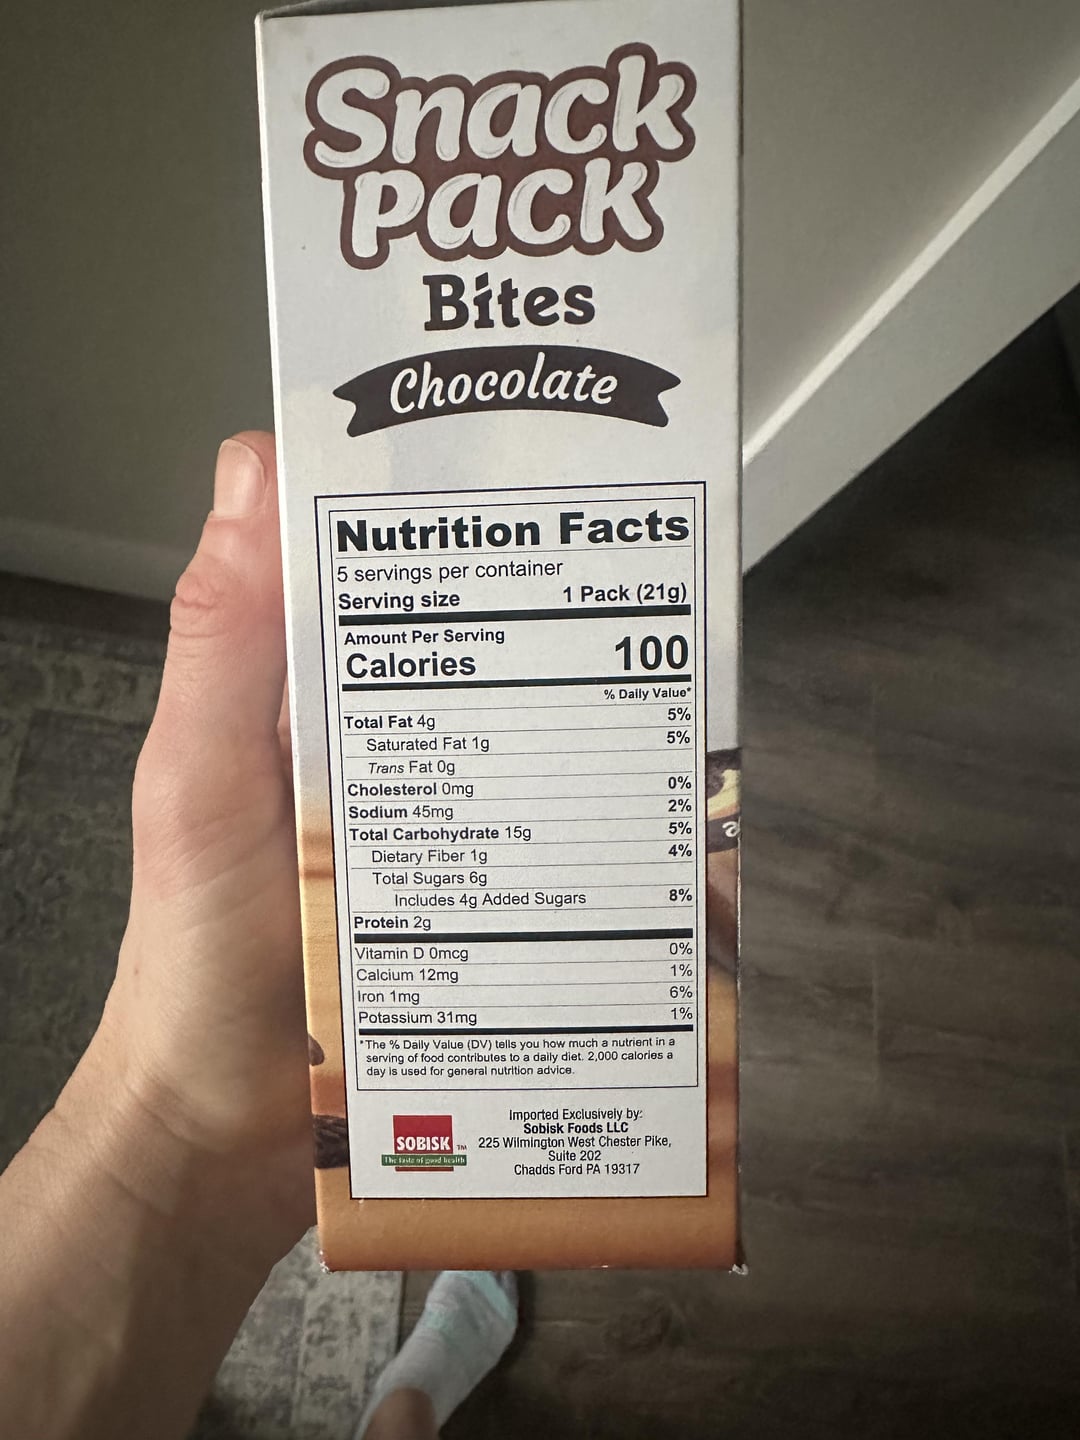 Snack
Pack
Bites
Chocolate
Nutrition Facts
5 servings per container
Serving size 1 Pack (21g)
Amount Per Serving
Calories 100
% Daily Value*
Total Fat 4g 5%
Saturated Fat 1g 5%
Trans Fat 0g
Cholesterol 0mg 0%
Sodium 45mg 2%
Total Carbohydrate 15g 5%
Dietary Fiber 1g 4%
Total Sugars 6g
Includes 4g Added Sugars 8%
Protein 2g
Vitamin D 0mcg 0%
Calcium 12mg 1%
Iron 1mg 6%
Potassium 31mg 1%
*The % Daily Value (DV) tells you how much a nutrient in a
serving of food contributes to a daily diet. 2,000 calories a
day is used for general nutrition advice.
SOBISK TM
The taste of good health
Imported Exclusively by:
Sobisk Foods LLC
225 Wilmington West Chester Pike,
Suite 202
Chadds Ford PA 19317